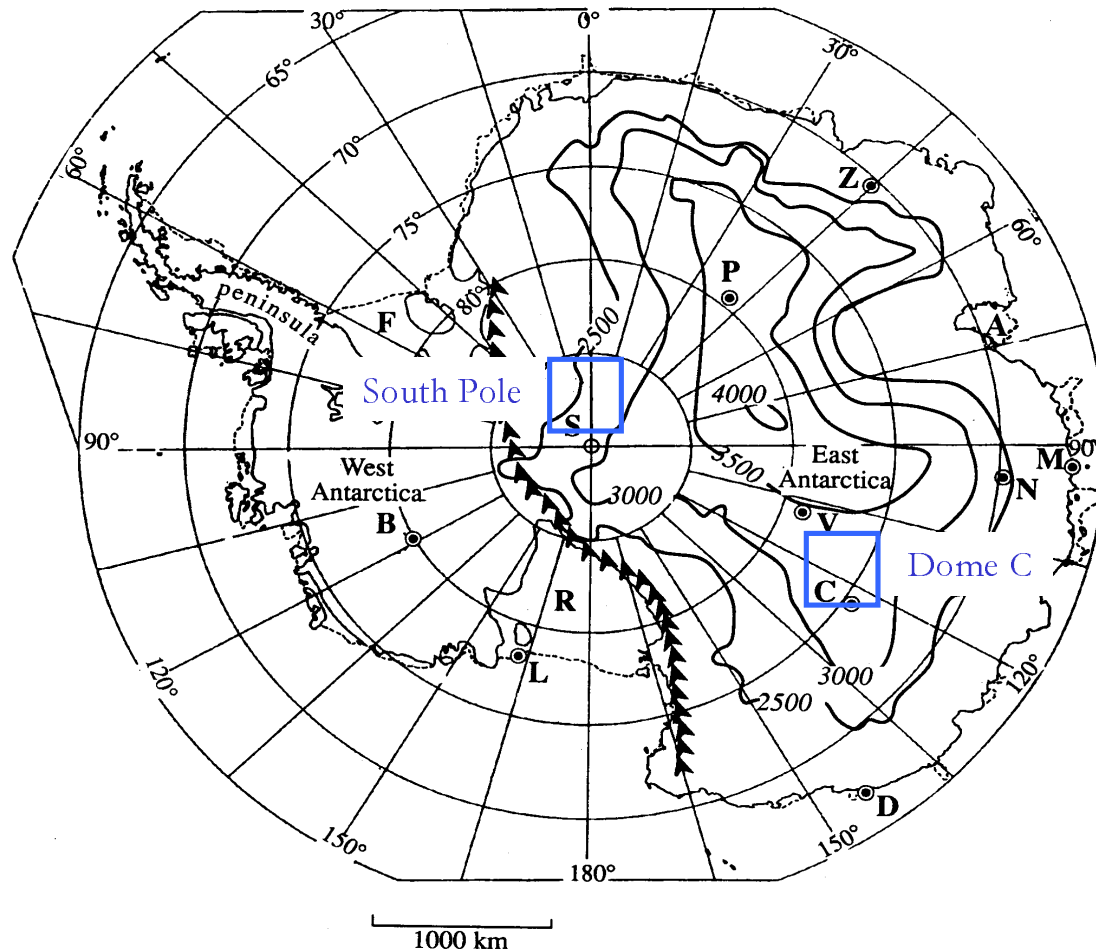 0°
30°
30°
65°
60°
70°
Z
75°
60°
P
peninsula
80°
F
2500
A
South Pole
4000
S
90°
90°
3500
East
Antarctica
M
West
Antarctica
N
3000
V
B
Dome C
C
R
L
3000
120°
120°
2500
D
150°
150°
180°
1000 km